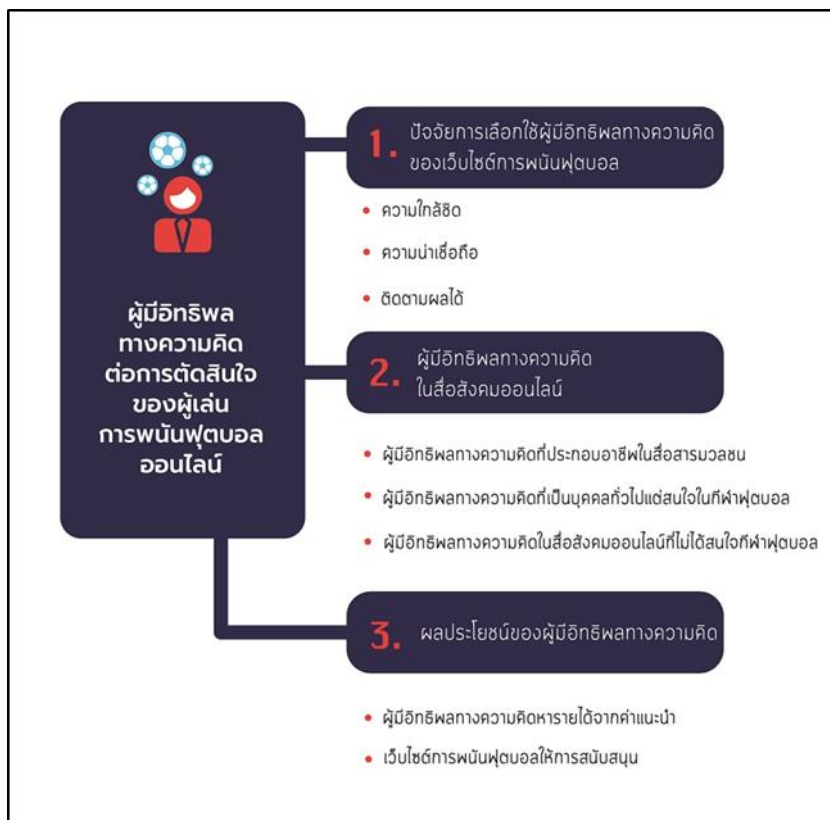 ผู้มีอิทธิพล
ทางความคิด
ต่อการตัดสินใจ
ของผู้เล่น
การพนันฟุตบอล
ออนไลน์
1. ปัจจัยการเลือกใช้ผู้มีอิทธิพลทางความคิด
ของเว็บไซต์การพนันฟุตบอล
• ความใกล้ชิด
• ความน่าเชื่อถือ
• ติดตามผลได้
2. ผู้มีอิทธิพลทางความคิด
ในสื่อสังคมออนไลน์
• ผู้มีอิทธิพลทางความคิดที่ประกอบอาชีพในสื่อสารมวลชน
• ผู้มีอิทธิพลทางความคิดที่เป็นบุคคลทั่วไปแต่สนใจในกีฬาฟุตบอล
• ผู้มีอิทธิพลทางความคิดในสื่อสังคมออนไลน์ที่ไม่ได้สนใจกีฬาฟุตบอล
3. ผลประโยชน์ของผู้มีอิทธิพลทางความคิด
• ผู้มีอิทธิพลทางความคิดหารายได้จากค่าแนะนำ
• เว็บไซต์การพนันฟุตบอลให้การสนับสนุน